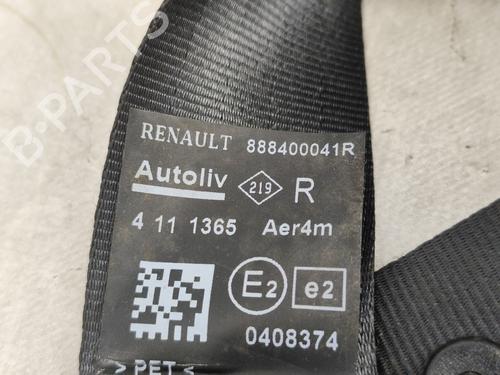 B-PARTS
RENAULT 888400041R
Autoliv 219 R
4 11 1365 Aer4m
E2 e2
0408374
> PET <